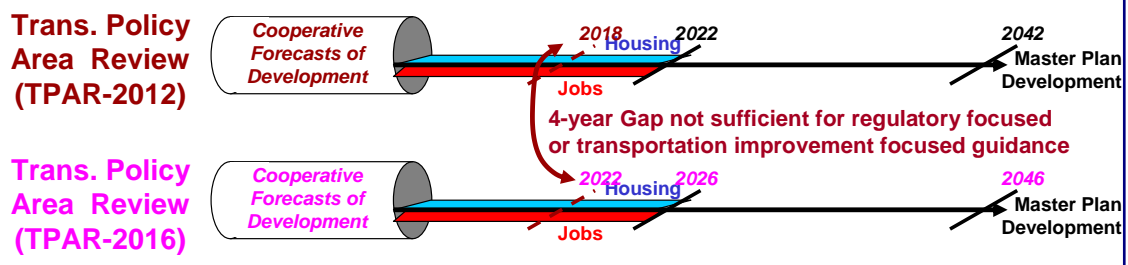 Trans. Policy
Area Review
(TPAR-2012)
Cooperative
Forecasts of
Development
2018
2022
2042
Housing
Jobs
Master Plan
Development
4-year Gap not sufficient for regulatory focused
or transportation improvement focused guidance
Trans. Policy
Area Review
(TPAR-2016)
Cooperative
Forecasts of
Development
2022
2026
2046
Housing
Jobs
Master Plan
Development